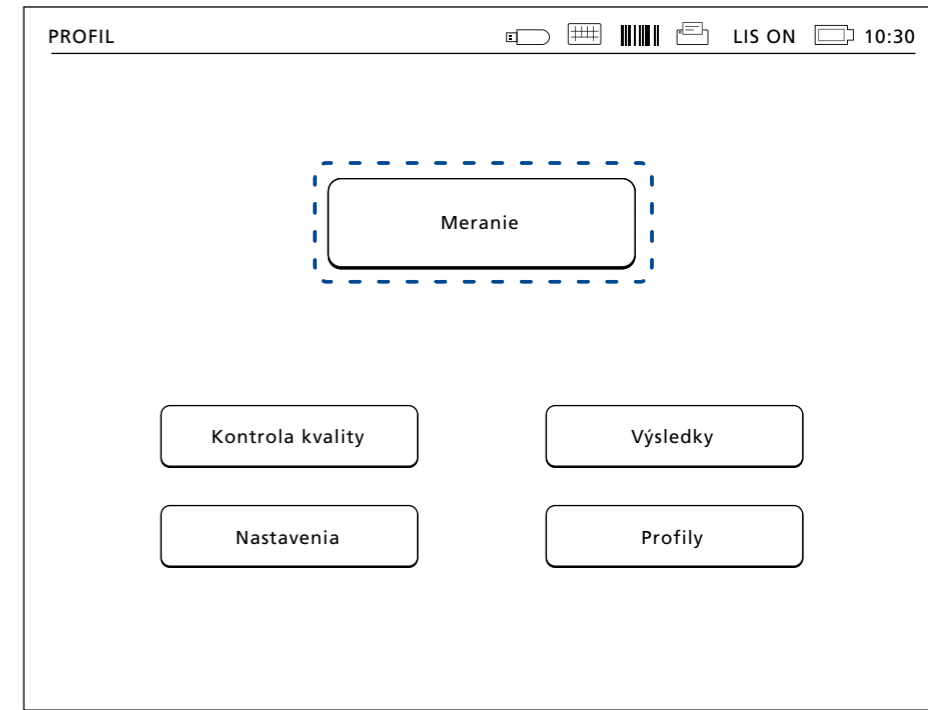 PROFIL LIS ON 10:30
Meranie
Kontrola kvality Výsledky
Nastavenia Profily